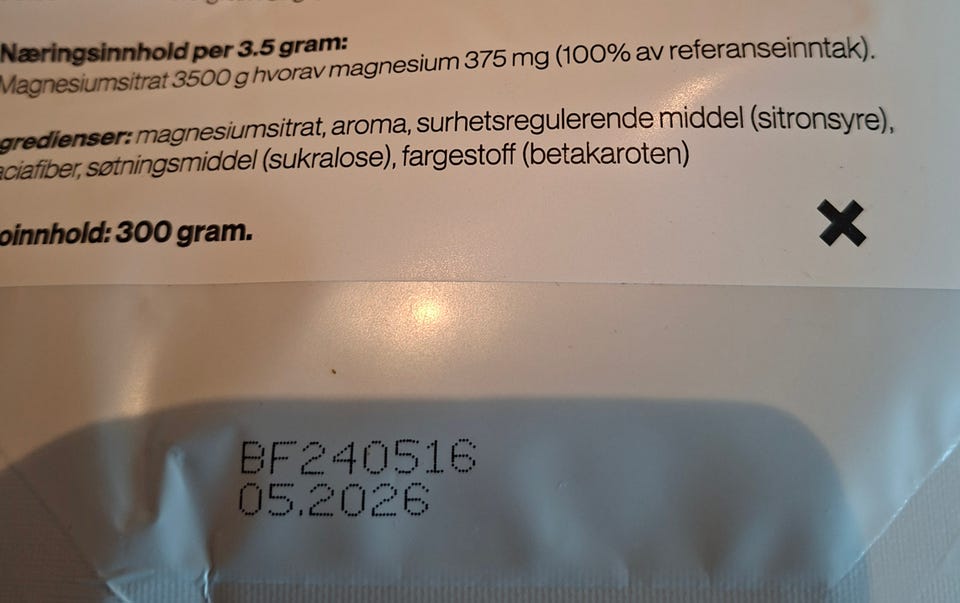 Næringsinnhold per 3.5 gram:
Magnesiumsitrat 3500 g hvorav magnesium 375 mg (100% av referanseinntak).
gredienser: magnesiumsitrat, aroma, surhetsregulerende middel (sitronsyre),
aciafiber, søtningsmiddel (sukralose), fargestoff (betakaroten)
oinnhold: 300 gram.
BF240516
05.2026